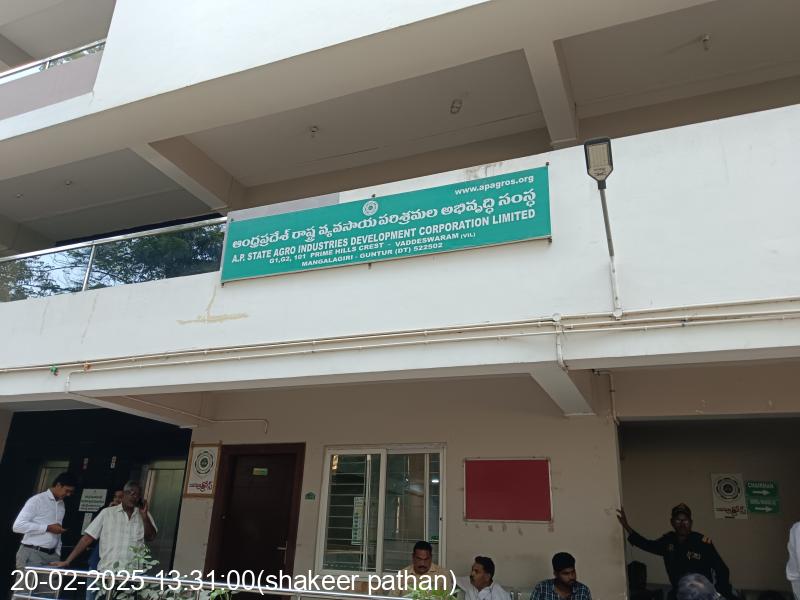 www.apagros.org
ఆంధ్రప్రదేశ్ రాష్ట్ర వ్యవసాయ పరిశ్రమల అభివృద్ధి సంస్థ
A.P. STATE AGRO INDUSTRIES DEVELOPMENT CORPORATION LIMITED
G1,G2, 101 PRIME HILLS CREST - VADDESWARAM (VIL)
MANGALAGIRI - GUNTUR (DT) 522502
CHAIRMAN
20-02-2025 13:31:00(shakeer pathan)